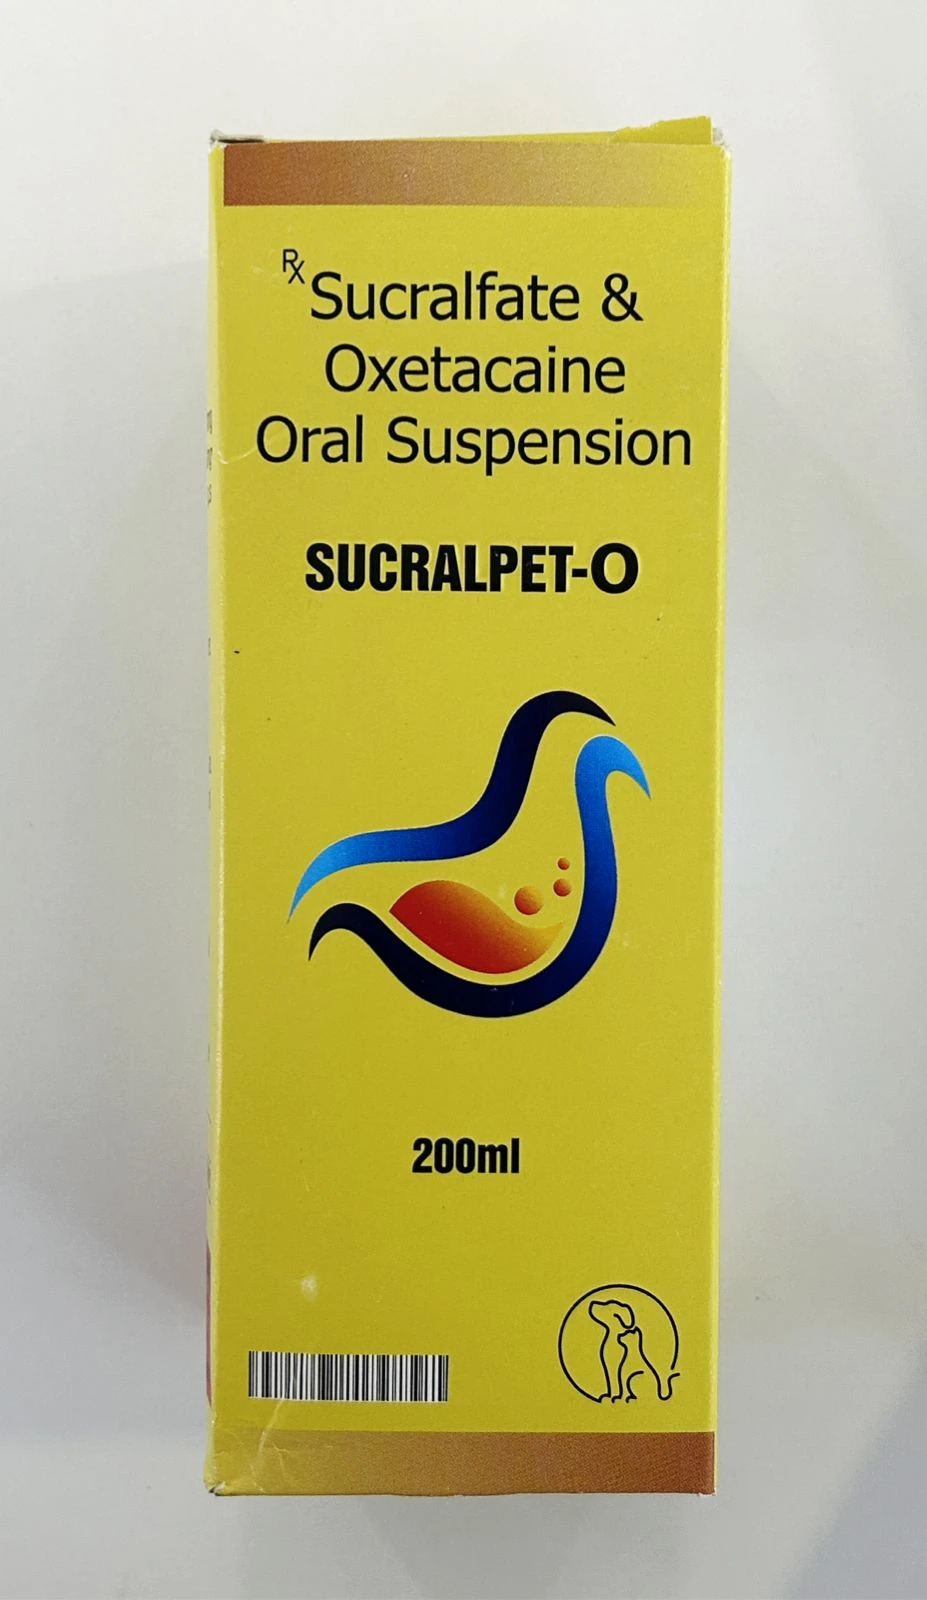 Rx Sucralfate &
Oxetacaine
Oral Suspension
SUCRALPET-O
200ml